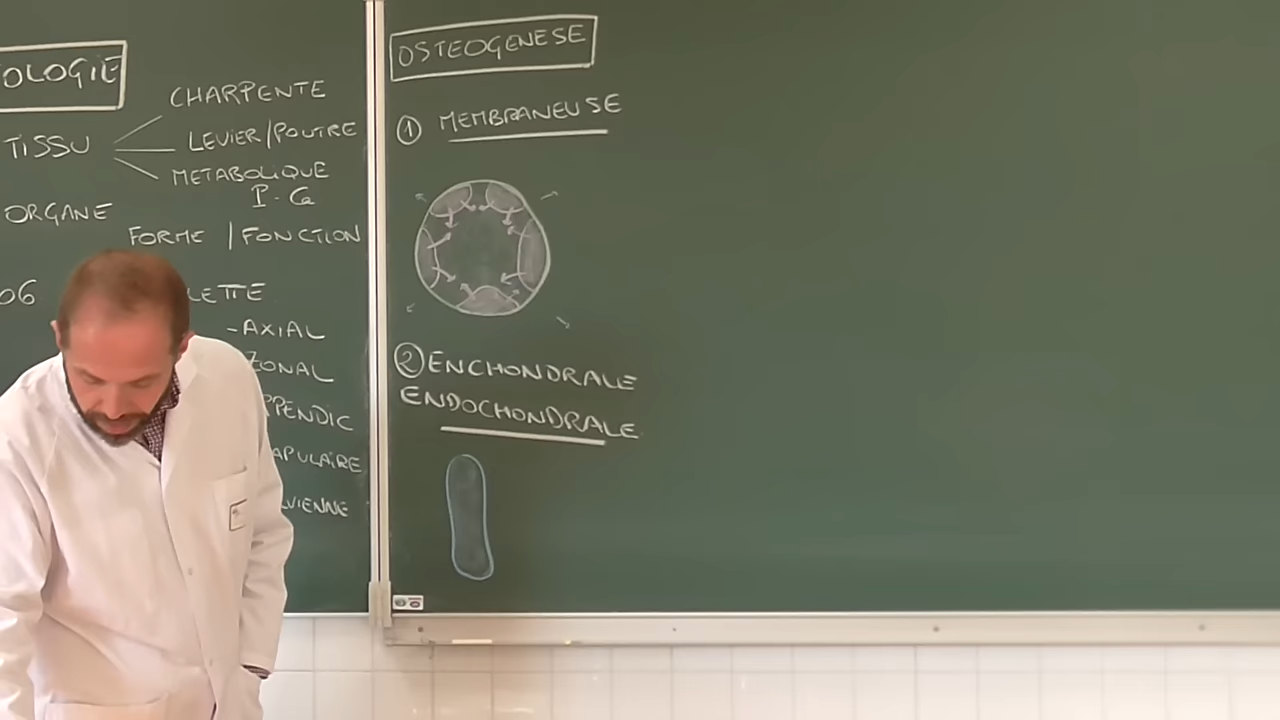 OLOGIE
CHARPENTE
TISSU
LEVIER/POUTRE
METABOLIQUE
P - Ca
ORGANE
FORME / FONCTION
06
LETTE
- AXIAL
ZONAL
PPENDIC
APULAIRE
LVIENNE
OSTEOGENESE
1 MEMBRANEUSE
2 ENCHONDRALE
ENDOCHONDRALE